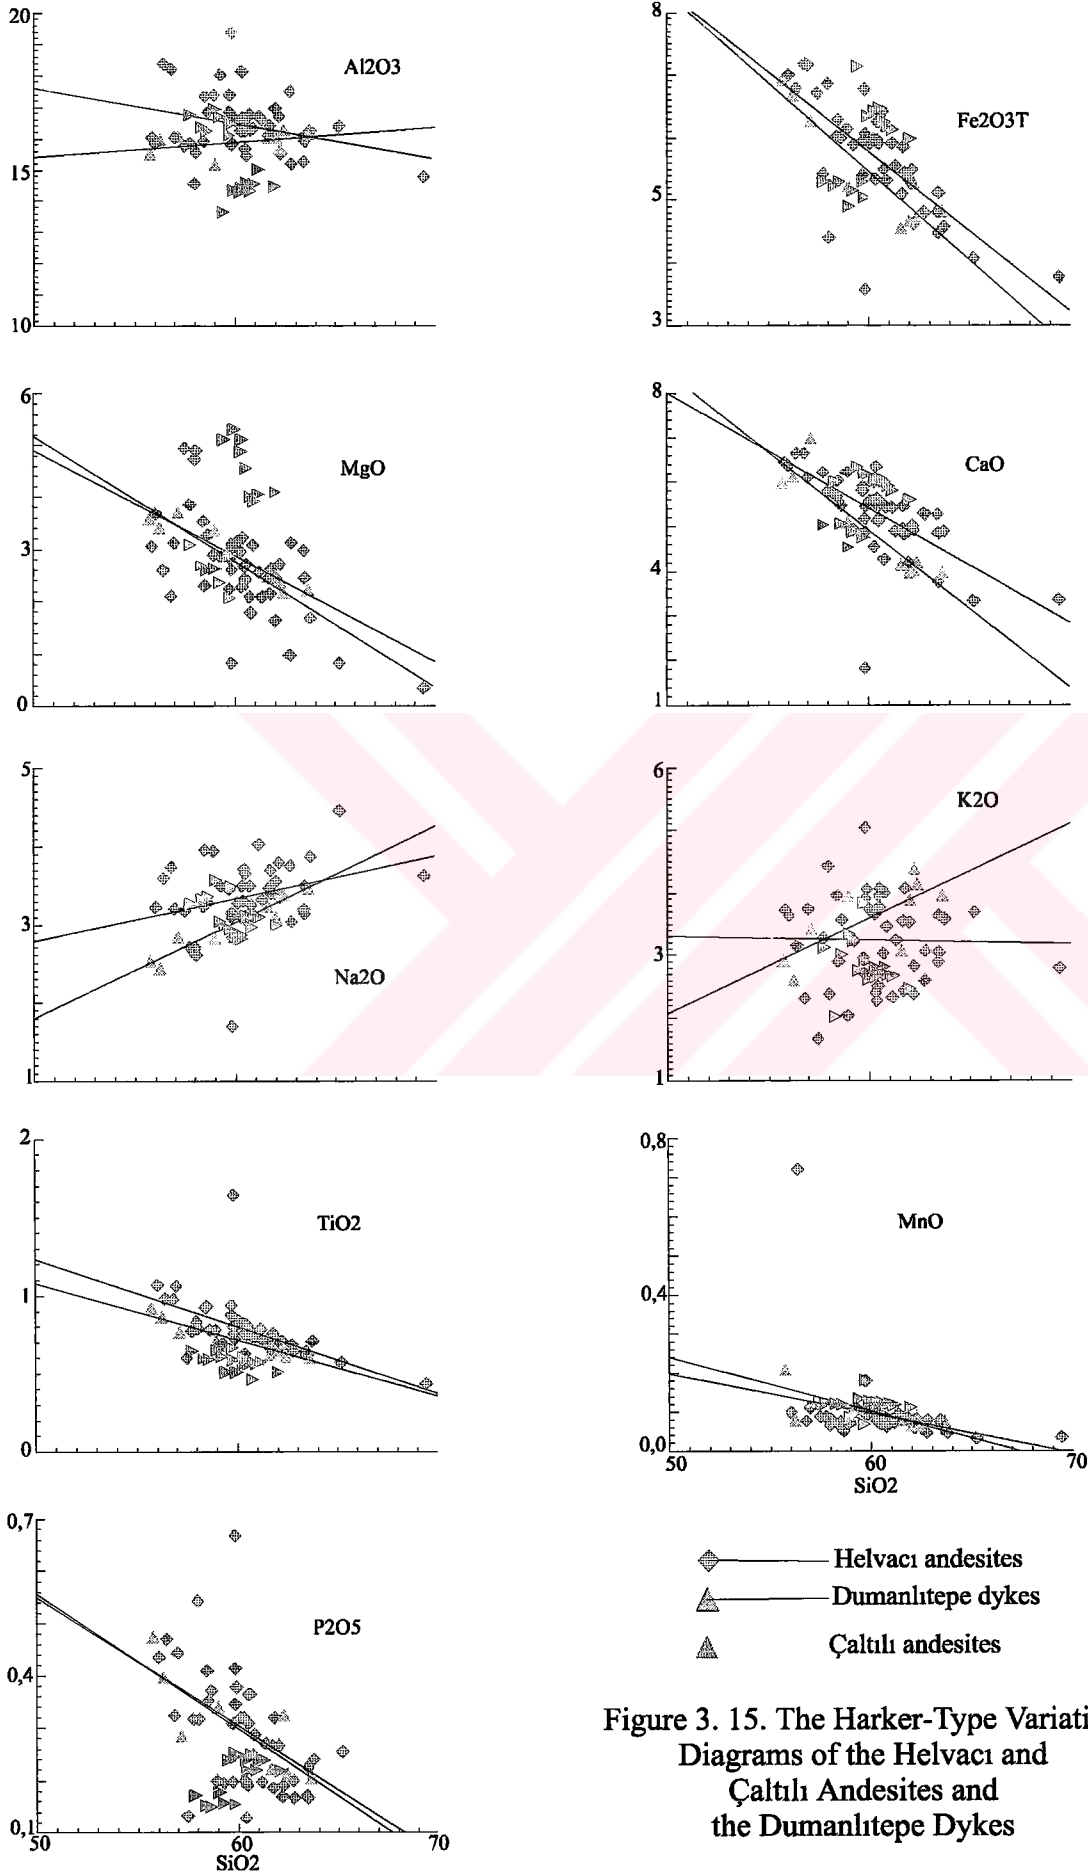 20
Al2O3
15
10
8
Fe2O3T
5
3
6
MgO
3
0
8
CaO
4
1
5
3
Na2O
1
6
K2O
3
1
2
TiO2
1
0
0,8
MnO
0,4
0,0
50 60 70
SiO2
0,7
P2O5
0,4
0,1
50 60 70
SiO2
Helvacı andesites
Dumanlıtepe dykes
Çaltılı andesites
Figure 3. 15. The Harker-Type Variati
Diagrams of the Helvacı and
Çaltılı Andesites and
the Dumanlıtepe Dykes